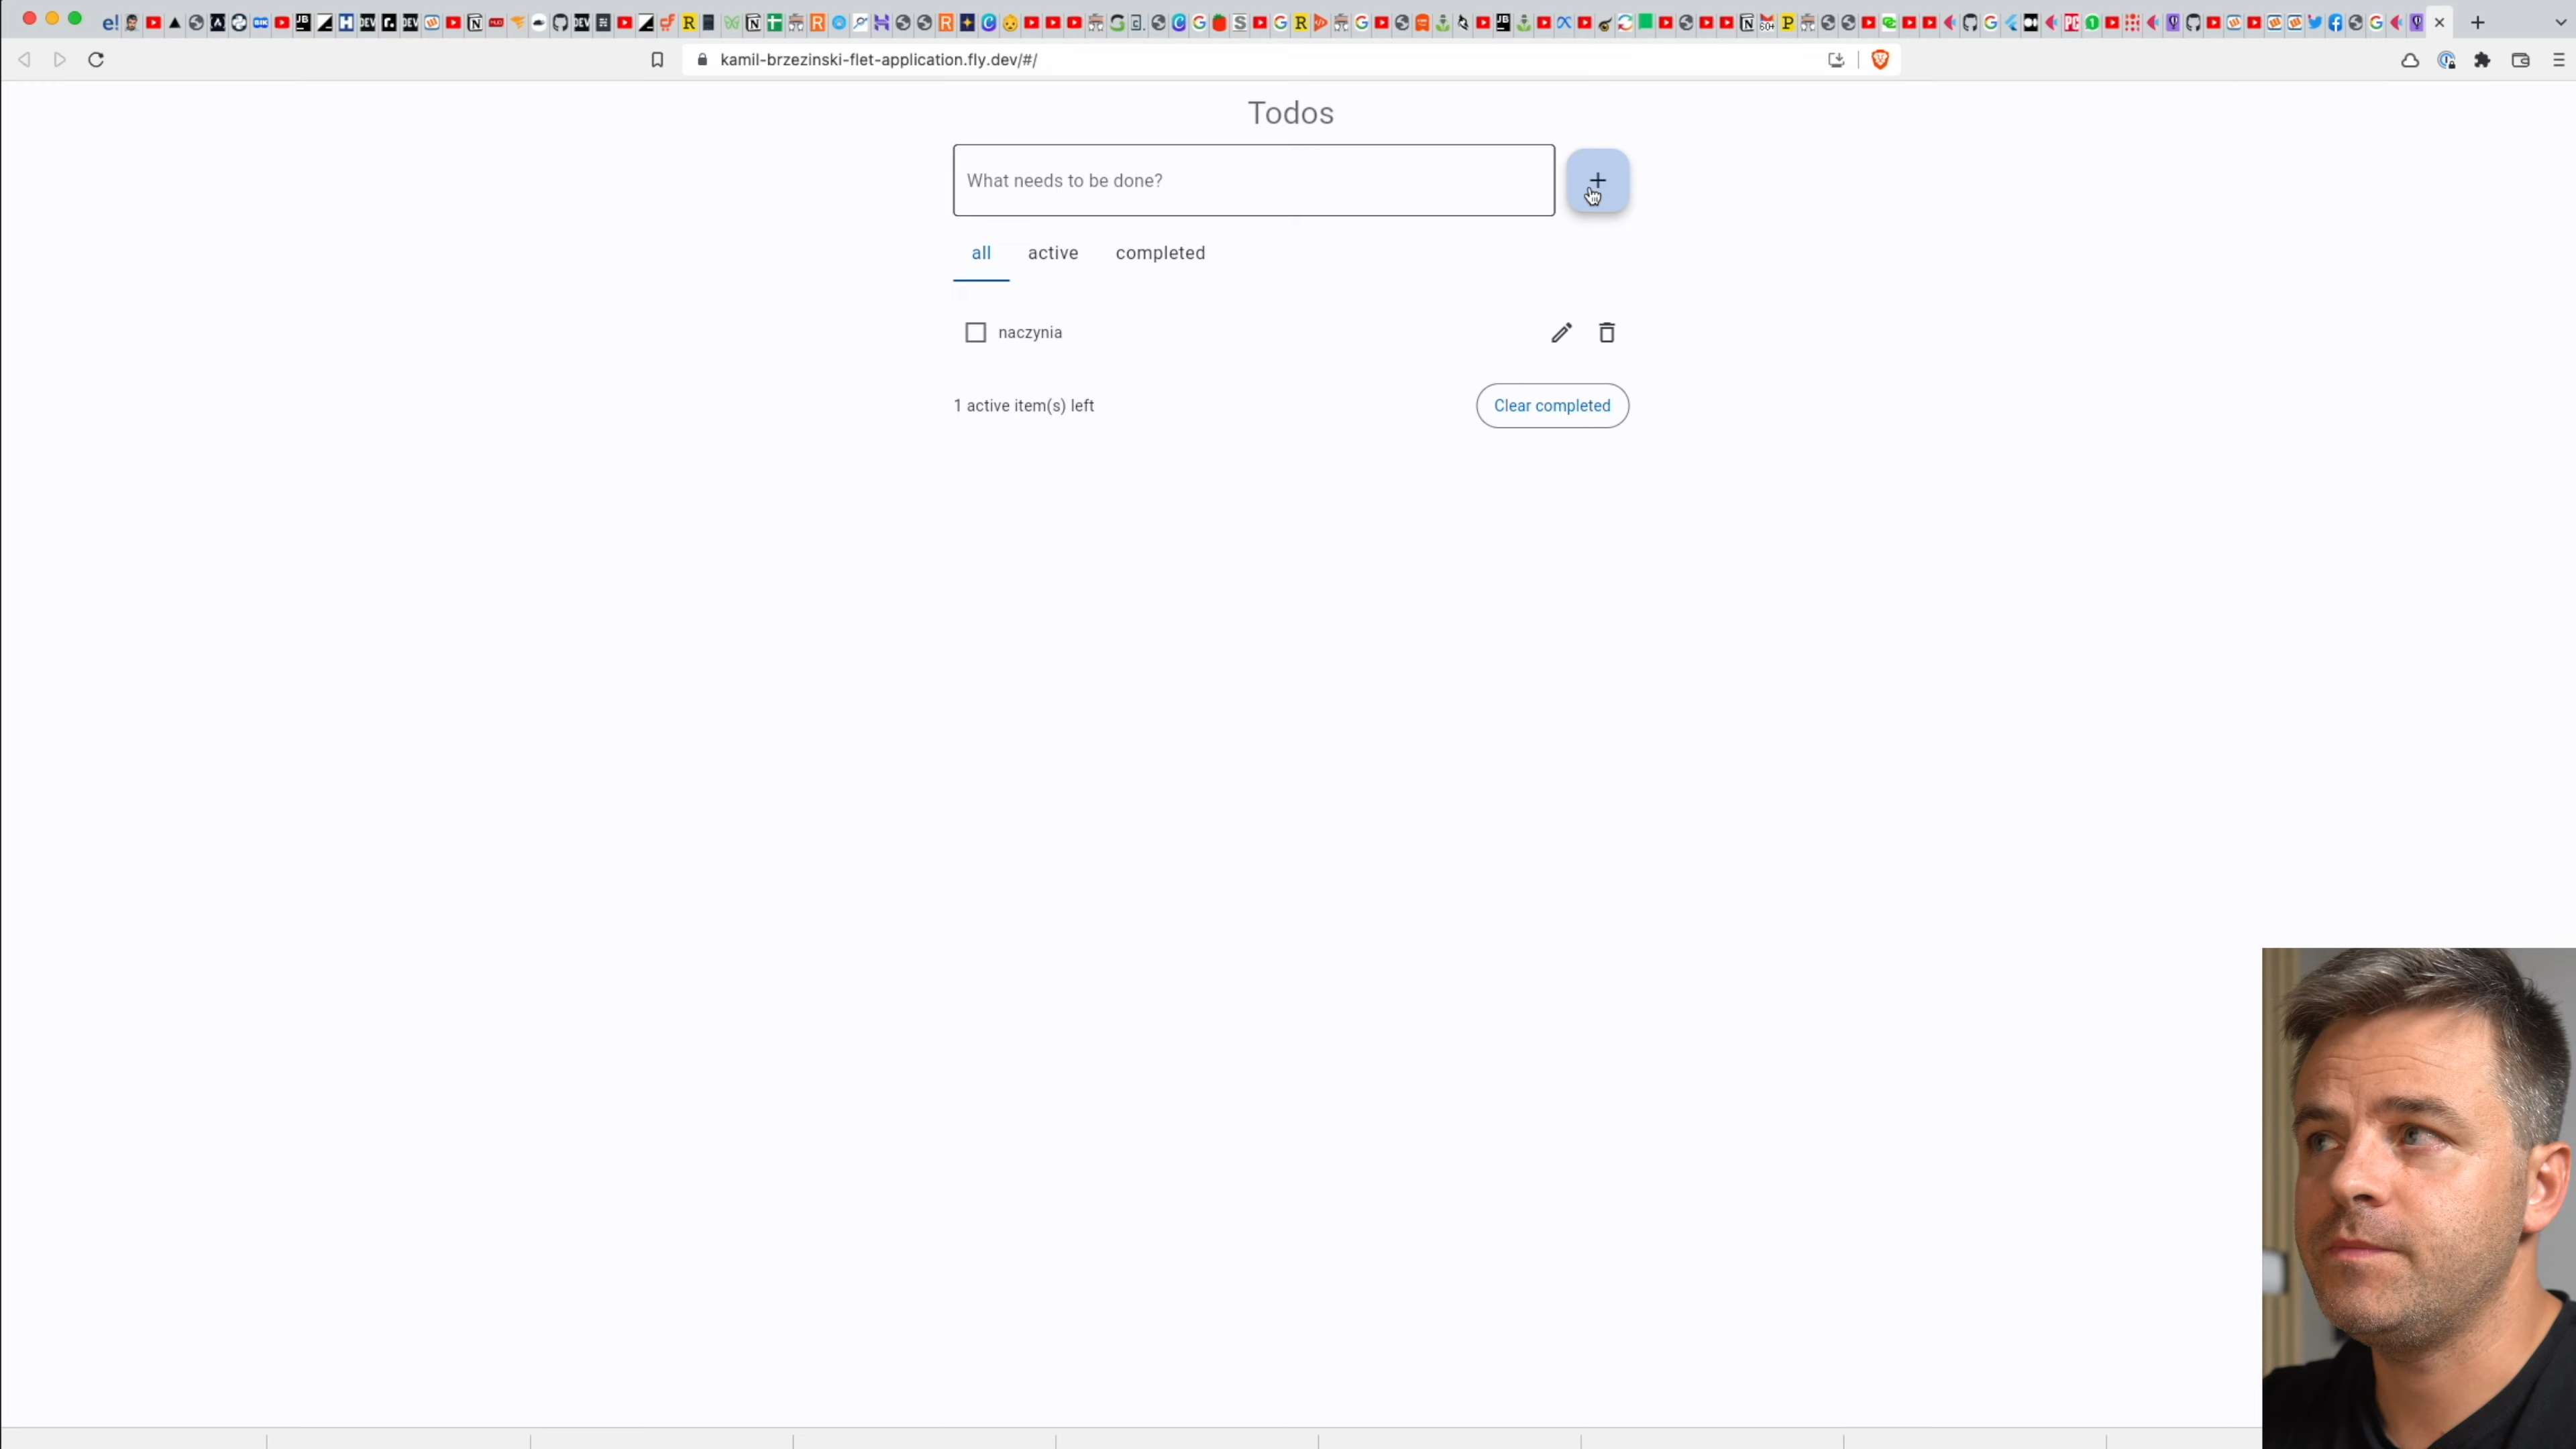 kamil-brzezinski-flet-application.fly.dev/#/
Todos
What needs to be done?
+
all active completed
naczynia
1 active item(s) left Clear completed